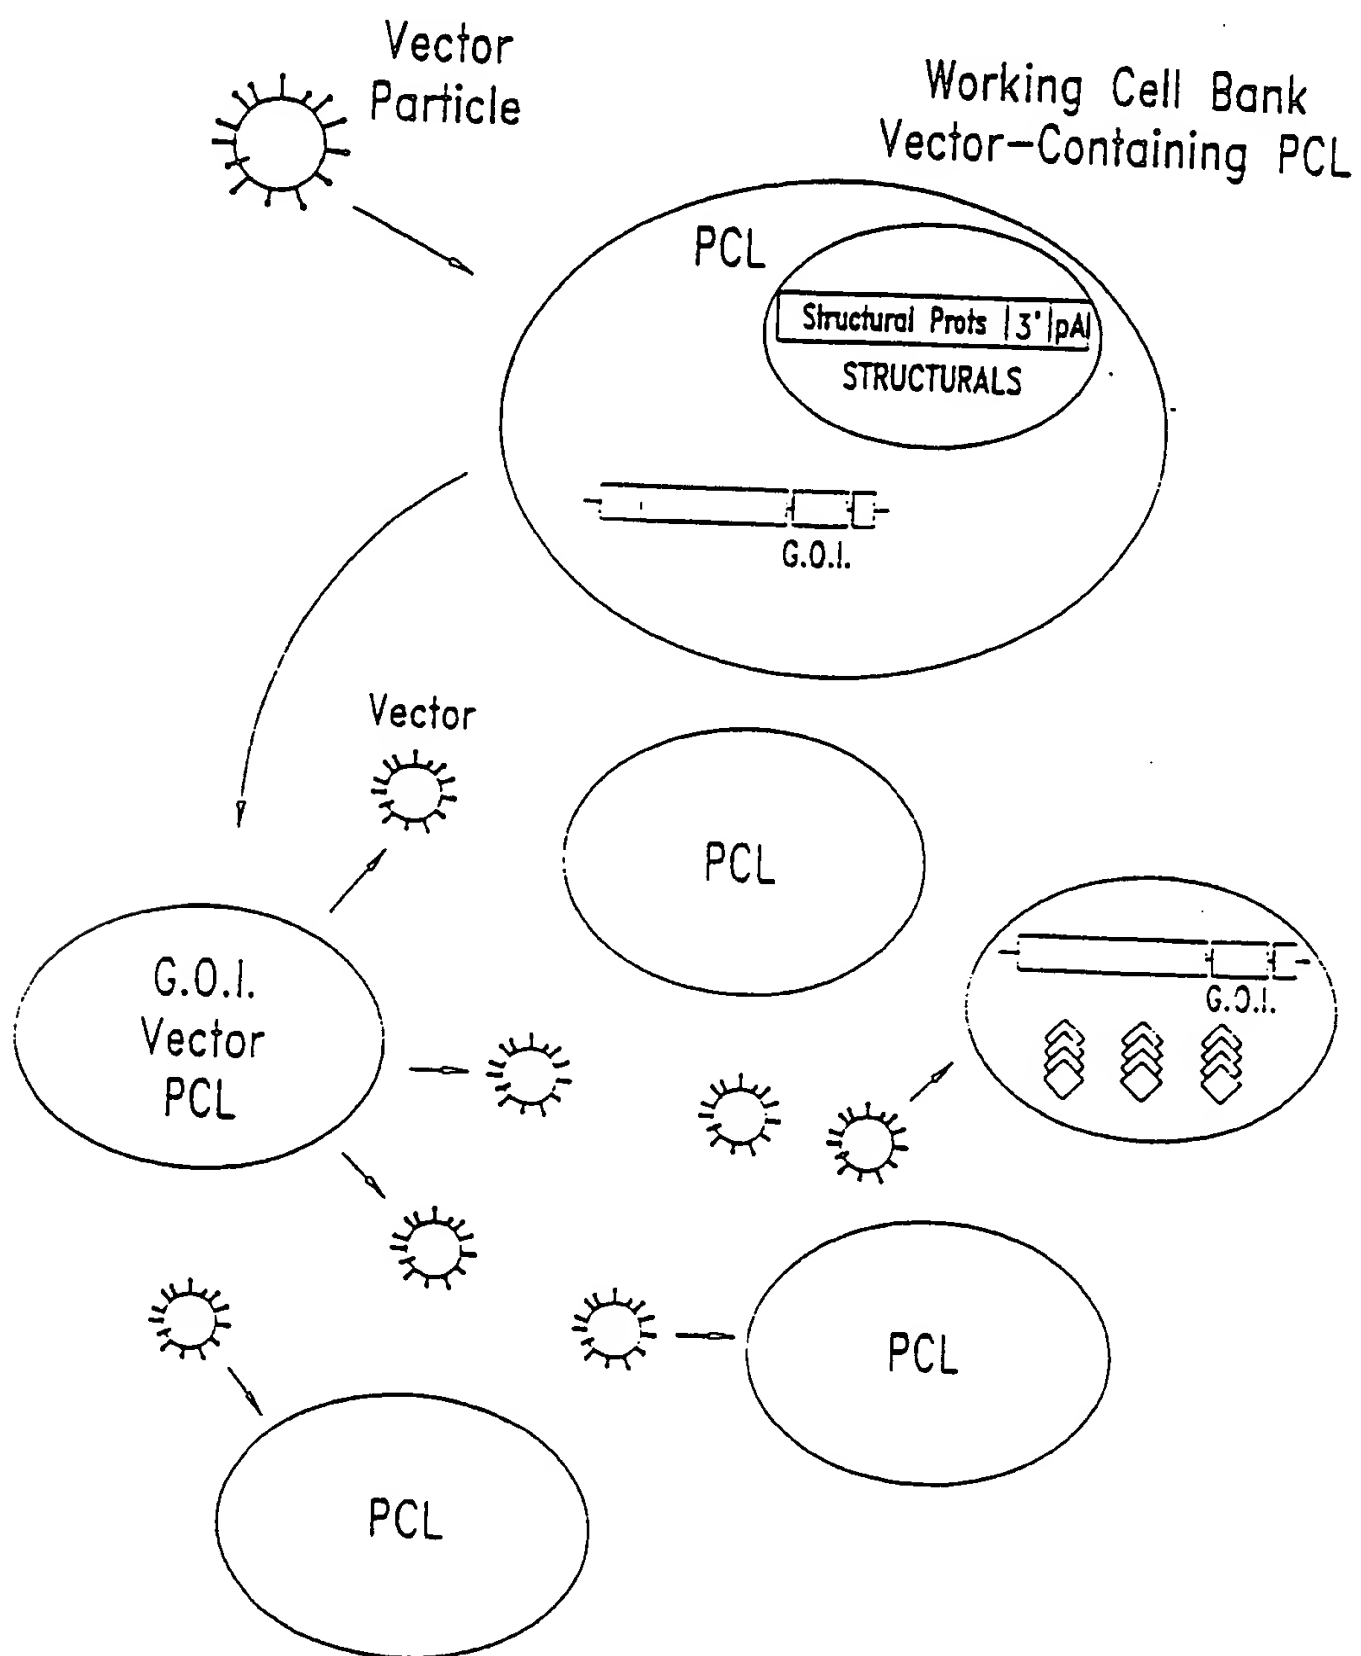 Vector
Particle
Working Cell Bank
Vector-Containing PCL
PCL
Structural Prots 3' pA
STRUCTURALS
G.O.I.
Vector
PCL
G.O.I.
Vector
PCL
G.O.I.
PCL
PCL